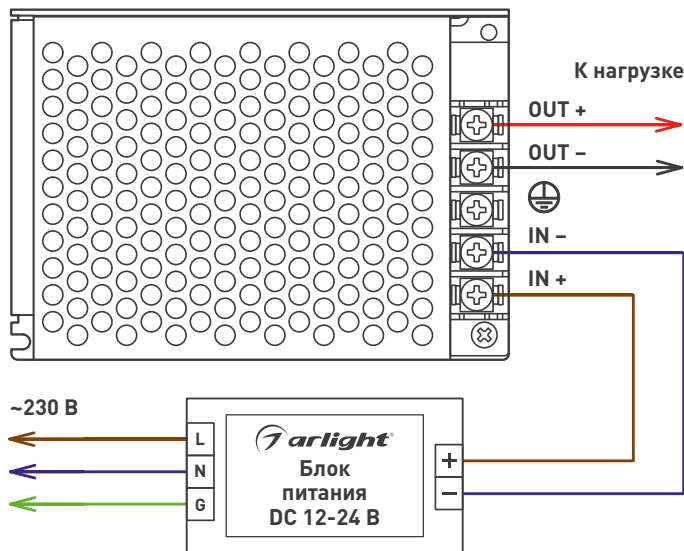 К нагрузке
OUT +
OUT –
IN –
IN +
~230 В
L
N
G
arlight
Блок
питания
DC 12-24 В
+
–